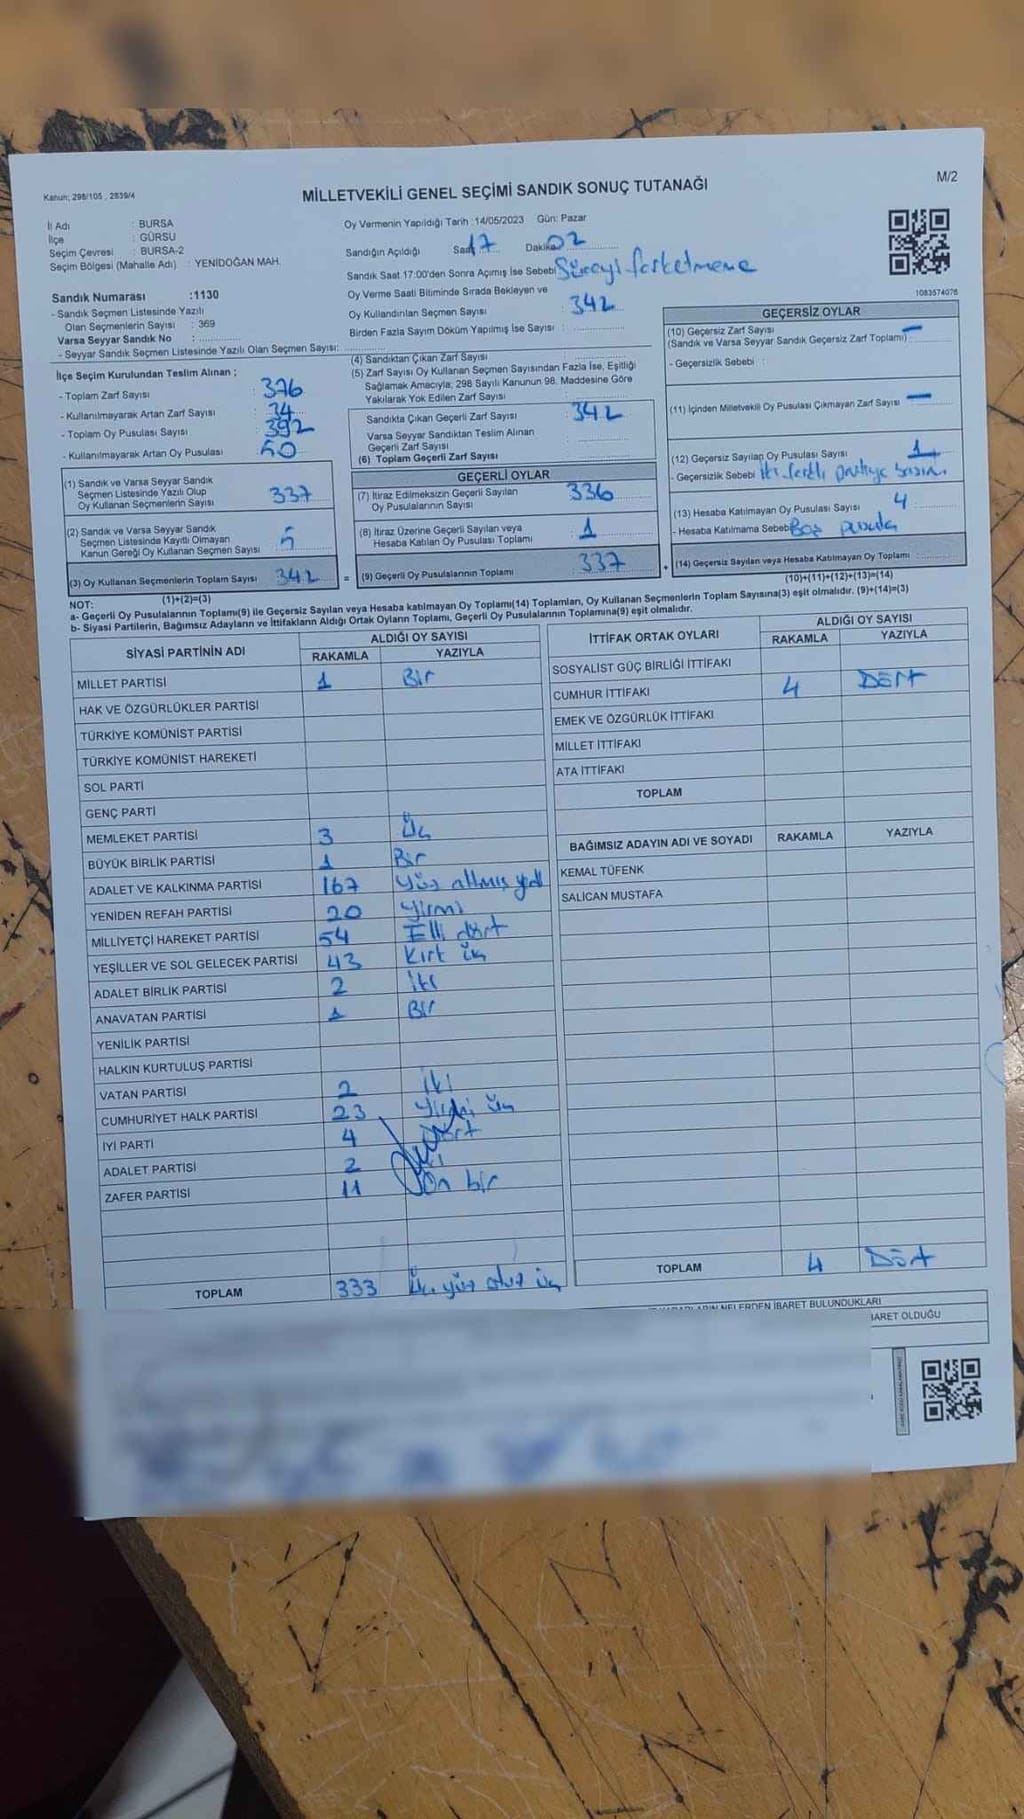 Kanun; 298/105 , 2839/4
MİLLETVEKİLİ GENEL SEÇİMİ SANDIK SONUÇ TUTANAĞI
M/2
İl Adı : BURSA
İlçe : GÜRSU
Seçim Çevresi : BURSA-2
Seçim Bölgesi (Mahalle Adı) : YENİDOĞAN MAH.
Oy Vermenin Yapıldığı Tarih :14/05/2023 Gün: Pazar
Sandığın Açıldığı Saat 17 Dakika 02
Sandık Saat 17:00'den Sonra Açımış İse Sebebi Süreyi farketmeme
Oy Verme Saati Bitiminde Sırada Bekleyen ve
Oy Kullandırılan Seçmen Sayısı : 342
Birden Fazla Sayım Döküm Yapılmış İse Sayısı :
1083574076
Sandık Numarası :1130
- Sandık Seçmen Listesinde Yazılı
Olan Seçmenlerin Sayısı : 369
Varsa Seyyar Sandık No :
- Seyyar Sandık Seçmen Listesinde Yazılı Olan Seçmen Sayısı:
İlçe Seçim Kurulundan Teslim Alınan ;
- Toplam Zarf Sayısı : 376
- Kullanılmayarak Artan Zarf Sayısı : 34
- Toplam Oy Pusulası Sayısı : 392
- Kullanılmayarak Artan Oy Pusulası : 50
(1) Sandık ve Varsa Seyyar Sandık
Seçmen Listesinde Yazılı Olup
Oy Kullanan Seçmenlerin Sayısı : 337
(2) Sandık ve Varsa Seyyar Sandık
Seçmen Listesinde Kayıtlı Olmayan
Kanun Gereği Oy Kullanan Seçmen Sayısı : 5
(3) Oy Kullanan Seçmenlerin Toplam Sayısı : 342
(1)+(2)=(3)
(4) Sandıktan Çıkan Zarf Sayısı :
(5) Zarf Sayısı Oy Kullanan Seçmen Sayısından Fazla İse, Eşitliği
Sağlamak Amacıyla; 298 Sayılı Kanunun 98. Maddesine Göre
Yakılarak Yok Edilen Zarf Sayısı :
Sandıkta Çıkan Geçerli Zarf Sayısı : 342
Varsa Seyyar Sandıktan Teslim Alınan
Geçerli Zarf Sayısı :
(6) Toplam Geçerli Zarf Sayısı :
GEÇERLİ OYLAR
(7) İtiraz Edilmeksizin Geçerli Sayılan
Oy Pusulalarının Sayısı : 336
(8) İtiraz Üzerine Geçerli Sayılan veya
Hesaba Katılan Oy Pusulası Toplamı : 1
= (9) Geçerli Oy Pusulalarının Toplamı : 337 +
GEÇERSİZ OYLAR
(10) Geçersiz Zarf Sayısı
(Sandık ve Varsa Seyyar Sandık Geçersiz Zarf Toplamı) : —
- Geçersizlik Sebebi :
(11) İçinden Milletvekili Oy Pusulası Çıkmayan Zarf Sayısı : —
(12) Geçersiz Sayılan Oy Pusulası Sayısı : 1
- Geçersizlik Sebebi : İki farklı partiye basım
(13) Hesaba Katılmayan Oy Pusulası Sayısı : 4
- Hesaba Katılmama Sebebi : Boş pusula
(14) Geçersiz Sayılan veya Hesaba Katılmayan Oy Toplamı :
(10)+(11)+(12)+(13)=(14)
NOT:
a- Geçerli Oy Pusulalarının Toplamı(9) ile Geçersiz Sayılan veya Hesaba katılmayan Oy Toplamı(14) Toplamları, Oy Kullanan Seçmenlerin Toplam Sayısına(3) eşit olmalıdır. (9)+(14)=(3)
b- Siyasi Partilerin, Bağımsız Adayların ve İttifakların Aldığı Ortak Oyların Toplamı, Geçerli Oy Pusulalarının Toplamına(9) eşit olmalıdır.
SİYASİ PARTİNİN ADI ALDIĞI OY SAYISI
RAKAMLA YAZIYLA
MİLLET PARTİSİ 1 Bir
HAK VE ÖZGÜRLÜKLER PARTİSİ
TÜRKİYE KOMÜNİST PARTİSİ
TÜRKİYE KOMÜNİST HAREKETİ
SOL PARTİ
GENÇ PARTİ
MEMLEKET PARTİSİ 3 Üç
BÜYÜK BİRLİK PARTİSİ 1 Bir
ADALET VE KALKINMA PARTİSİ 167 Yüz altmış yedi
YENİDEN REFAH PARTİSİ 20 Yirmi
MİLLİYETÇİ HAREKET PARTİSİ 54 Elli dört
YEŞİLLER VE SOL GELECEK PARTİSİ 43 Kırk üç
ADALET BİRLİK PARTİSİ 2 İki
ANAVATAN PARTİSİ 1 Bir
YENİLİK PARTİSİ
HALKIN KURTULUŞ PARTİSİ
VATAN PARTİSİ 2 İki
CUMHURİYET HALK PARTİSİ 23 Yirmi üç
İYİ PARTİ 4 Dört
ADALET PARTİSİ 2
ZAFER PARTİSİ 11 On bir
TOPLAM 333 Üç yüz otuz üç
İTTİFAK ORTAK OYLARI ALDIĞI OY SAYISI
RAKAMLA YAZIYLA
SOSYALİST GÜÇ BİRLİĞİ İTTİFAKI
CUMHUR İTTİFAKI 4 Dört
EMEK VE ÖZGÜRLÜK İTTİFAKI
MİLLET İTTİFAKI
ATA İTTİFAKI
TOPLAM
BAĞIMSIZ ADAYIN ADI VE SOYADI RAKAMLA YAZIYLA
KEMAL TÜFENK
SALİCAN MUSTAFA
TOPLAM 4 Dört
NELERDEN İBARET BULUNDUKLARI
OLDUĞU